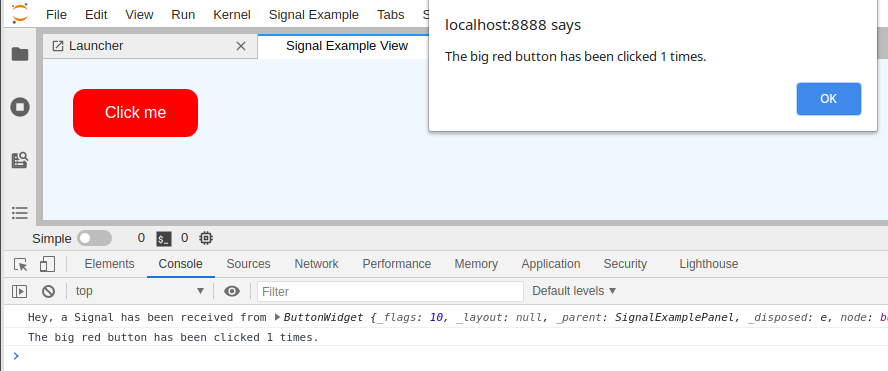 File Edit View Run Kernel Signal Example Tabs S
localhost:8888 says
The big red button has been clicked 1 times.
OK
Launcher Signal Example View
Click me
Simple 0 $_ 0
Elements Console Sources Network Performance Memory Application Security Lighthouse
top Filter Default levels
Hey, a Signal has been received from ButtonWidget {_flags: 10, _layout: null, _parent: SignalExamplePanel, _disposed: e, node: bu
The big red button has been clicked 1 times.